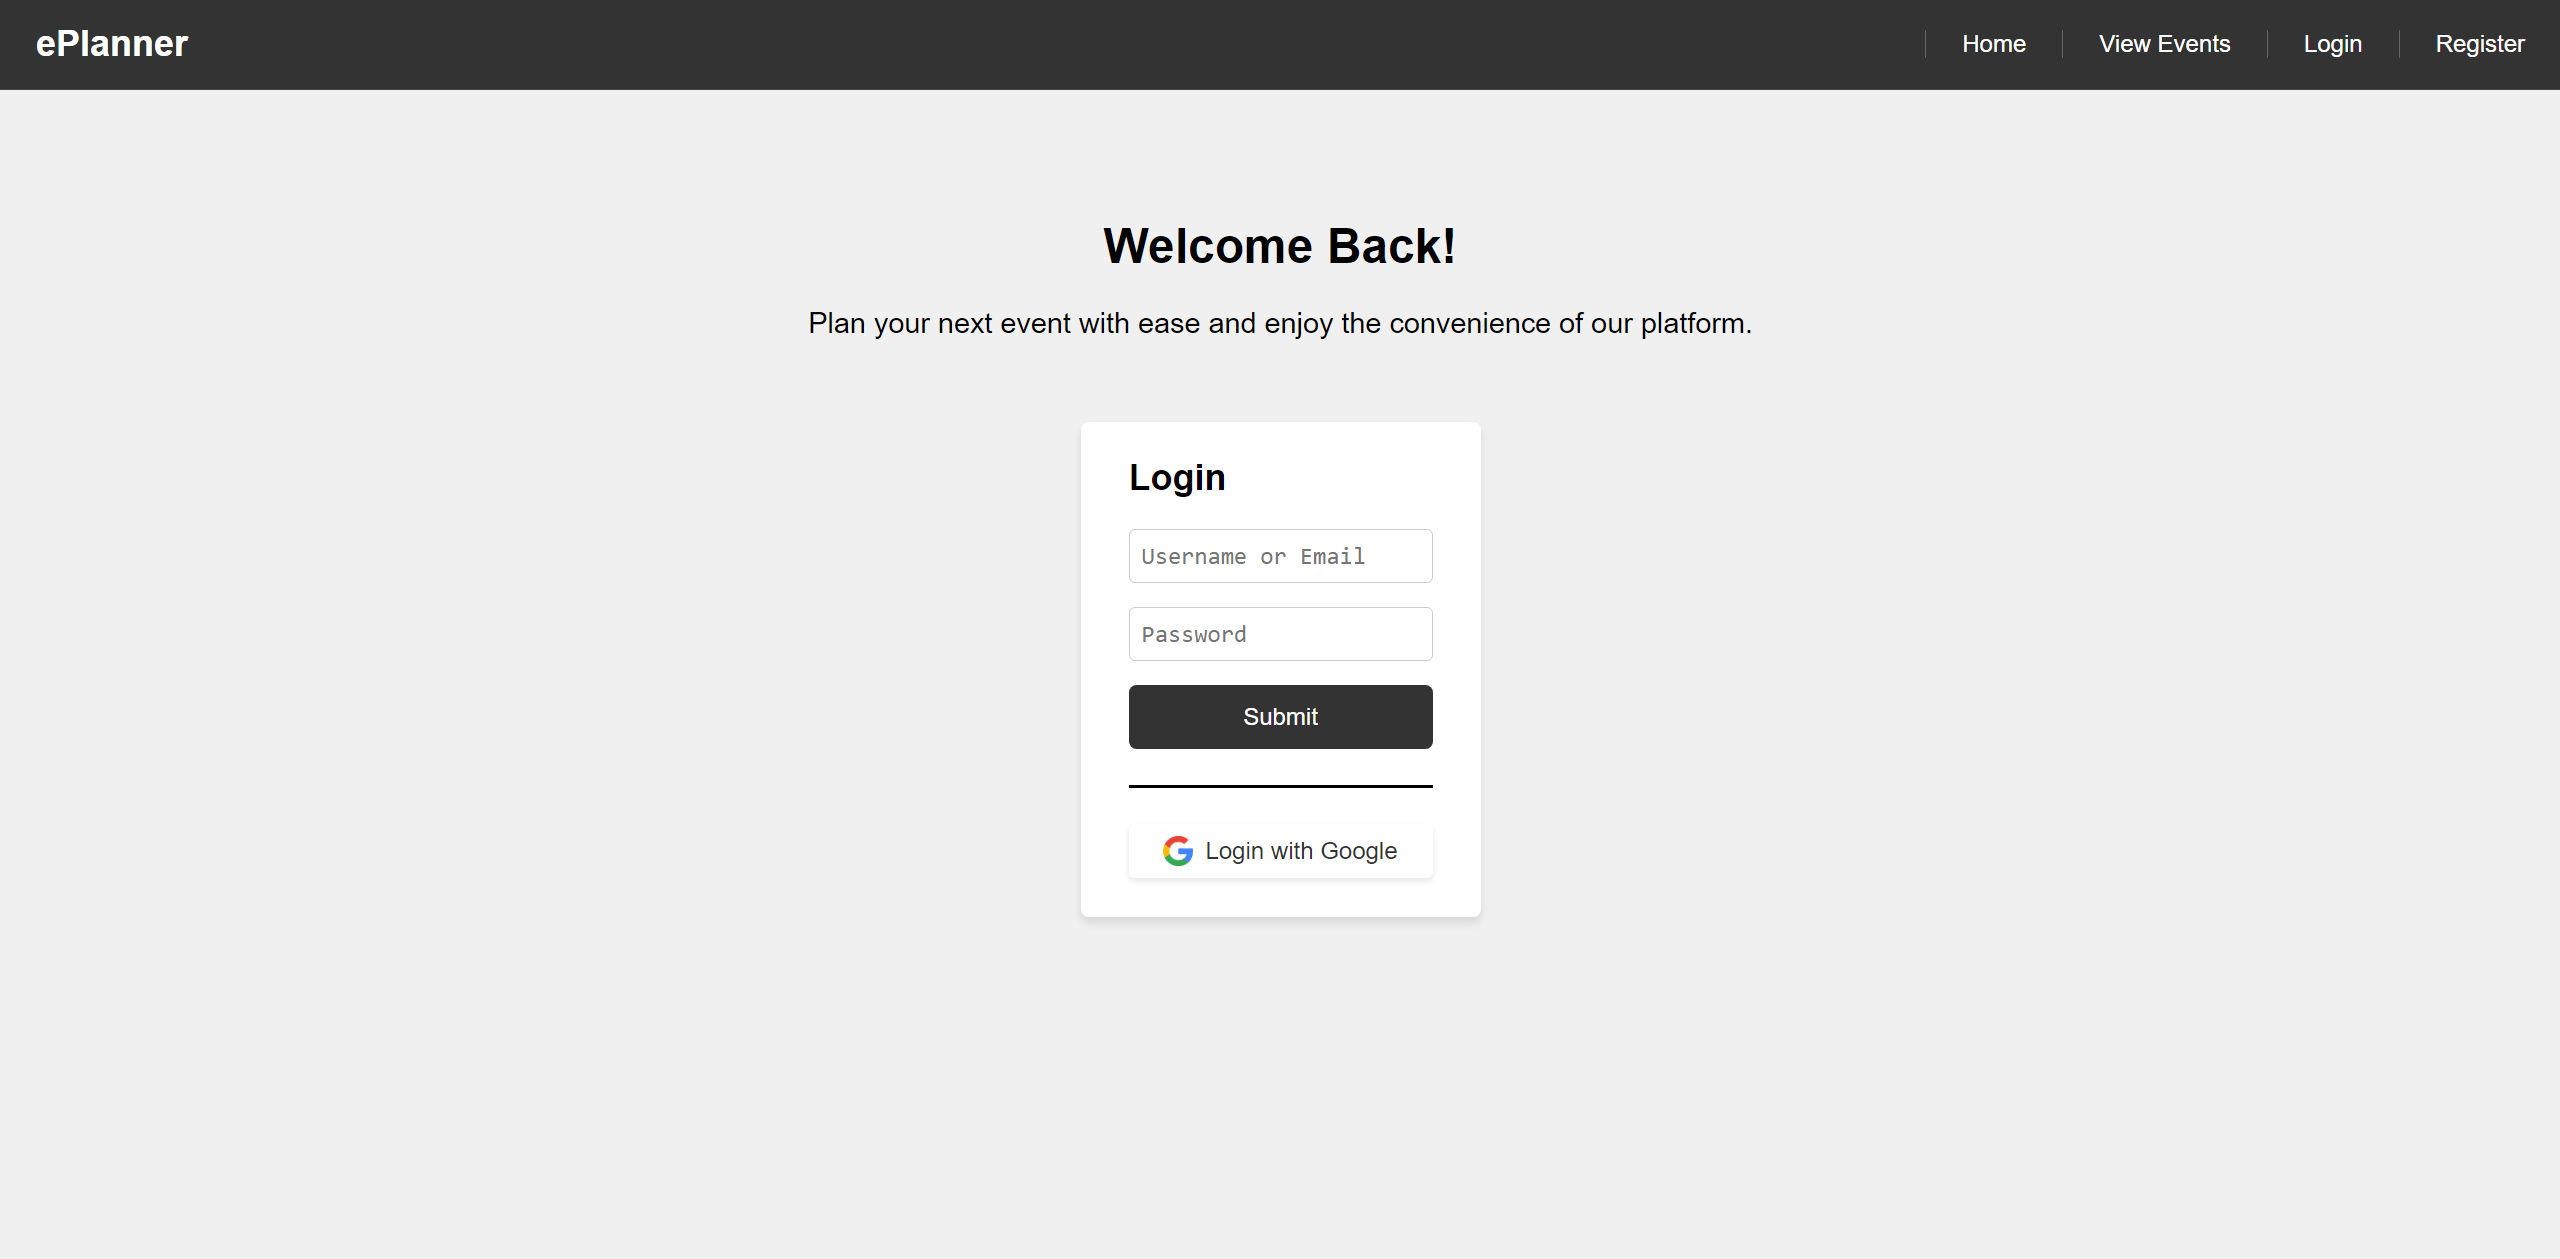 ePlanner
Home
View Events
Login
Register
Welcome Back!
Plan your next event with ease and enjoy the convenience of our platform.
Login
Username or Email
Password
Submit
Login with Google